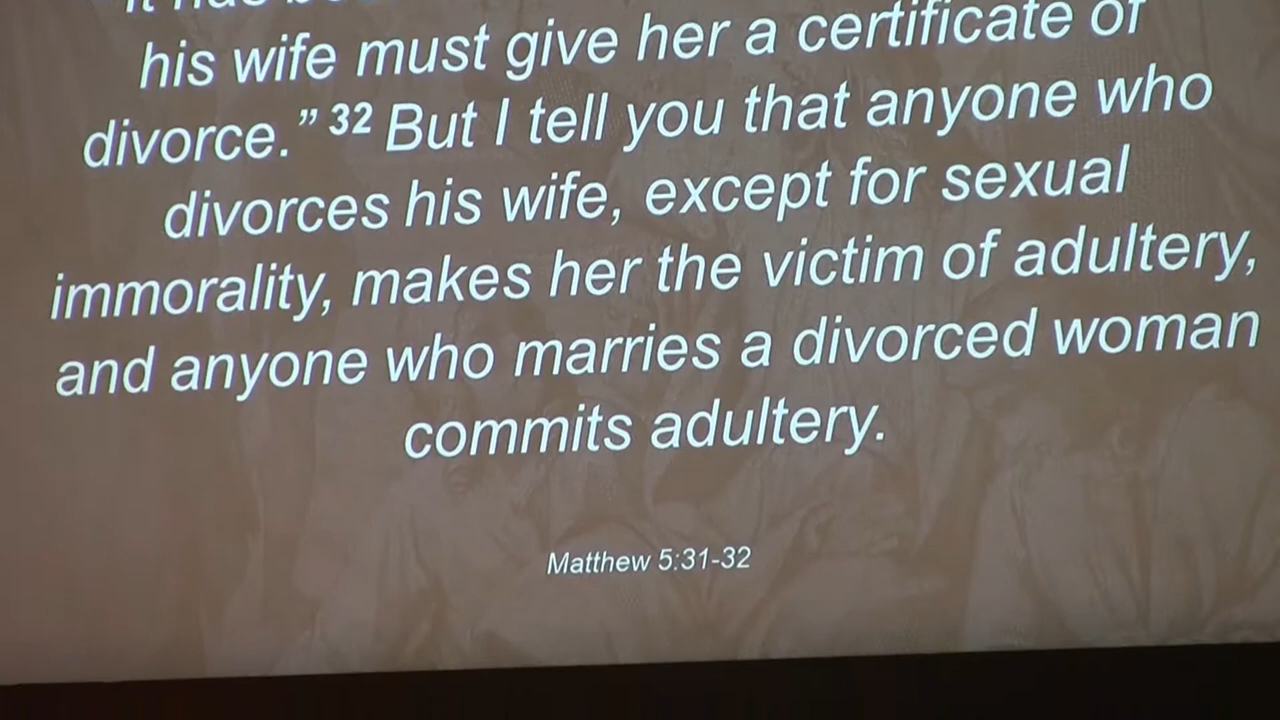 his wife must give her a certificate of
divorce.” 32 But I tell you that anyone who
divorces his wife, except for sexual
immorality, makes her the victim of adultery,
and anyone who marries a divorced woman
commits adultery.
Matthew 5:31-32